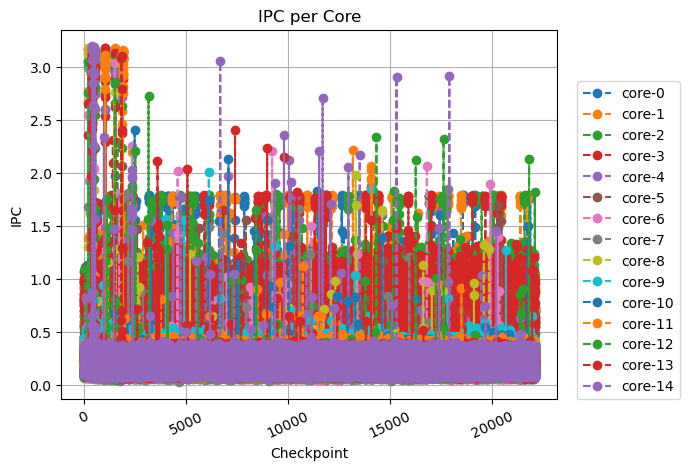 IPC per Core
3.0
2.5
2.0
1.5
1.0
0.5
0.0
IPC
0
5000
10000
15000
20000
Checkpoint
core-0
core-1
core-2
core-3
core-4
core-5
core-6
core-7
core-8
core-9
core-10
core-11
core-12
core-13
core-14